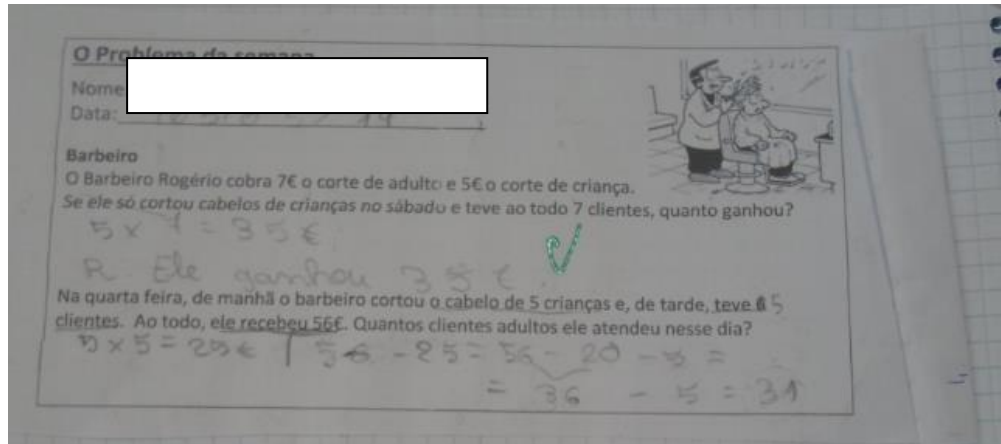 O Problema da semana
Nome
Data:
Barbeiro
O Barbeiro Rogério cobra 7€ o corte de adulto e 5€ o corte de criança.
Se ele só cortou cabelos de crianças no sábado e teve ao todo 7 clientes, quanto ganhou?
5 x 7 = 35 €
R. Ele ganhou 35 €.
Na quarta feira, de manhã o barbeiro cortou o cabelo de 5 crianças e, de tarde, teve 5
clientes. Ao todo, ele recebeu 56€. Quantos clientes adultos ele atendeu nesse dia?
5 x 5 = 25€ 56 - 25 = 56 - 20 - 5 =
= 36 - 5 = 31